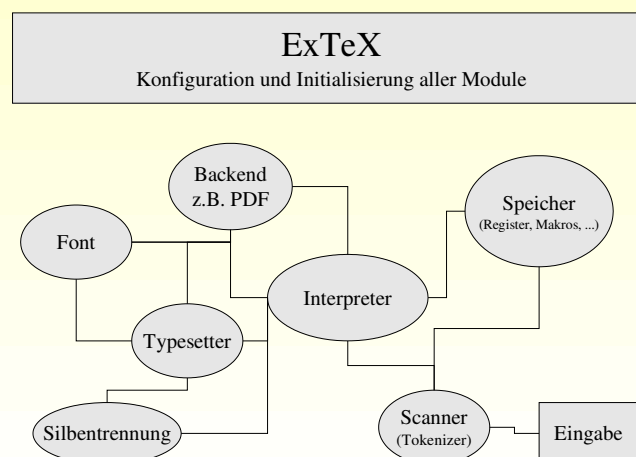 ExTeX
Konfiguration und Initialisierung aller Module
Backend
z.B. PDF
Speicher
(Register, Makros, ...)
Font
Interpreter
Typesetter
Silbentrennung
Scanner
(Tokenizer)
Eingabe